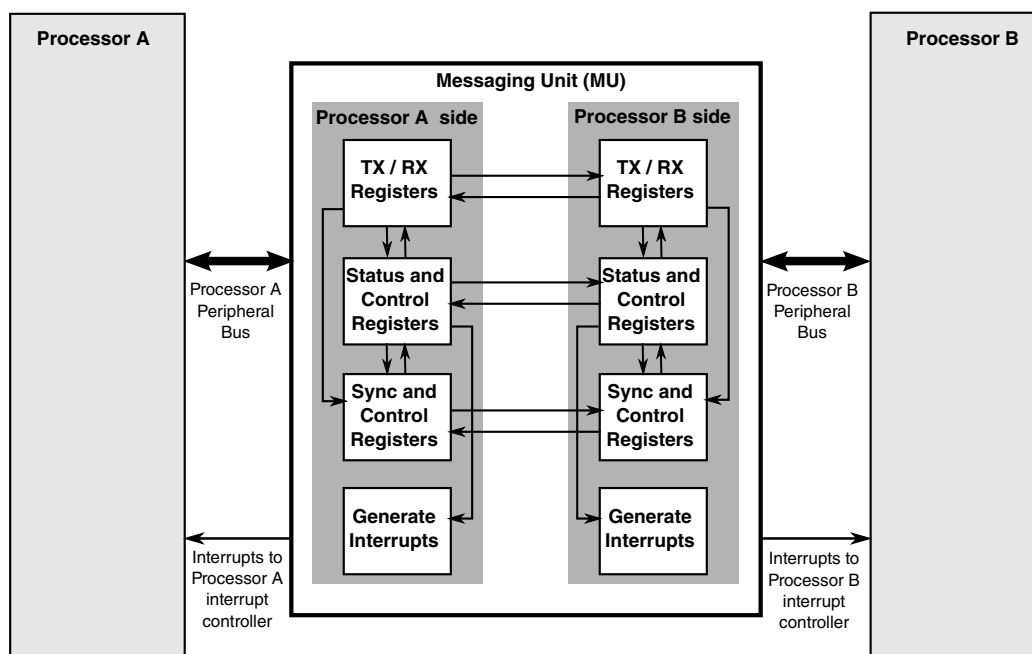 Processor A
Processor B
Messaging Unit (MU)
Processor A side
Processor B side
TX / RX
Registers
TX / RX
Registers
Status and
Control
Registers
Status and
Control
Registers
Processor A
Peripheral
Bus
Processor B
Peripheral
Bus
Sync and
Control
Registers
Sync and
Control
Registers
Generate
Interrupts
Generate
Interrupts
Interrupts to
Processor A
interrupt
controller
Interrupts to
Processor B
interrupt
controller